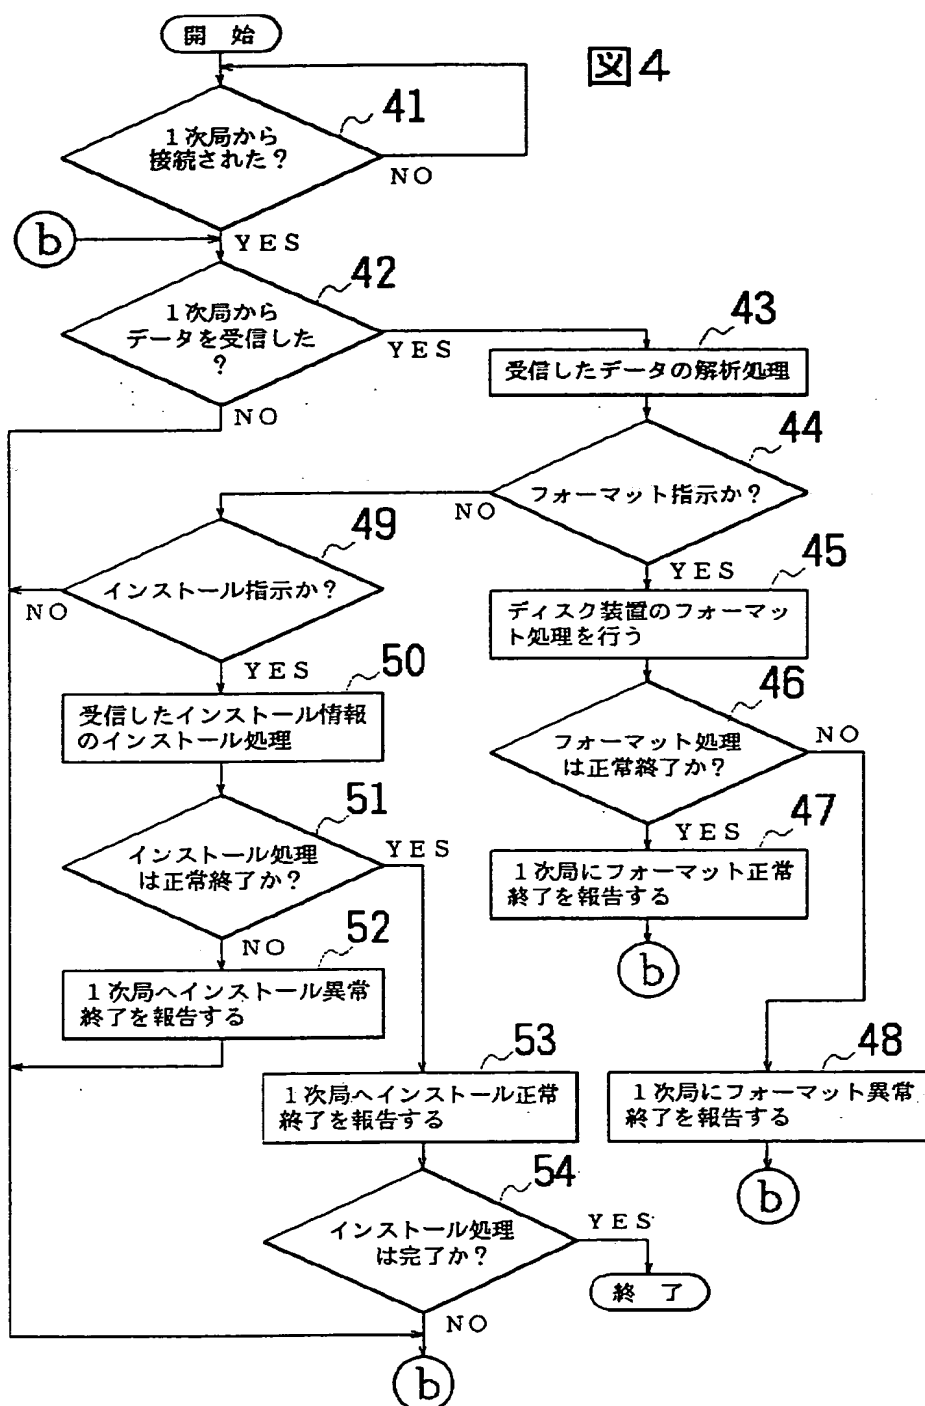 開 始
図4
41
1次局から
接続された?
NO
b
YES
42
1次局から
データを受信した
?
YES
NO
43
受信したデータの解析処理
44
フォーマット指示か?
NO
YES
49
インストール指示か?
NO
YES
45
ディスク装置のフォーマッ
ト処理を行う
50
受信したインストール情報
のインストール処理
46
フォーマット処理
は正常終了か?
NO
YES
51
インストール処理
は正常終了か?
YES
NO
47
1次局にフォーマット正常
終了を報告する
b
52
1次局へインストール異常
終了を報告する
53
1次局へインストール正常
終了を報告する
48
1次局にフォーマット異常
終了を報告する
b
54
インストール処理
は完了か?
YES
終 了
NO
b